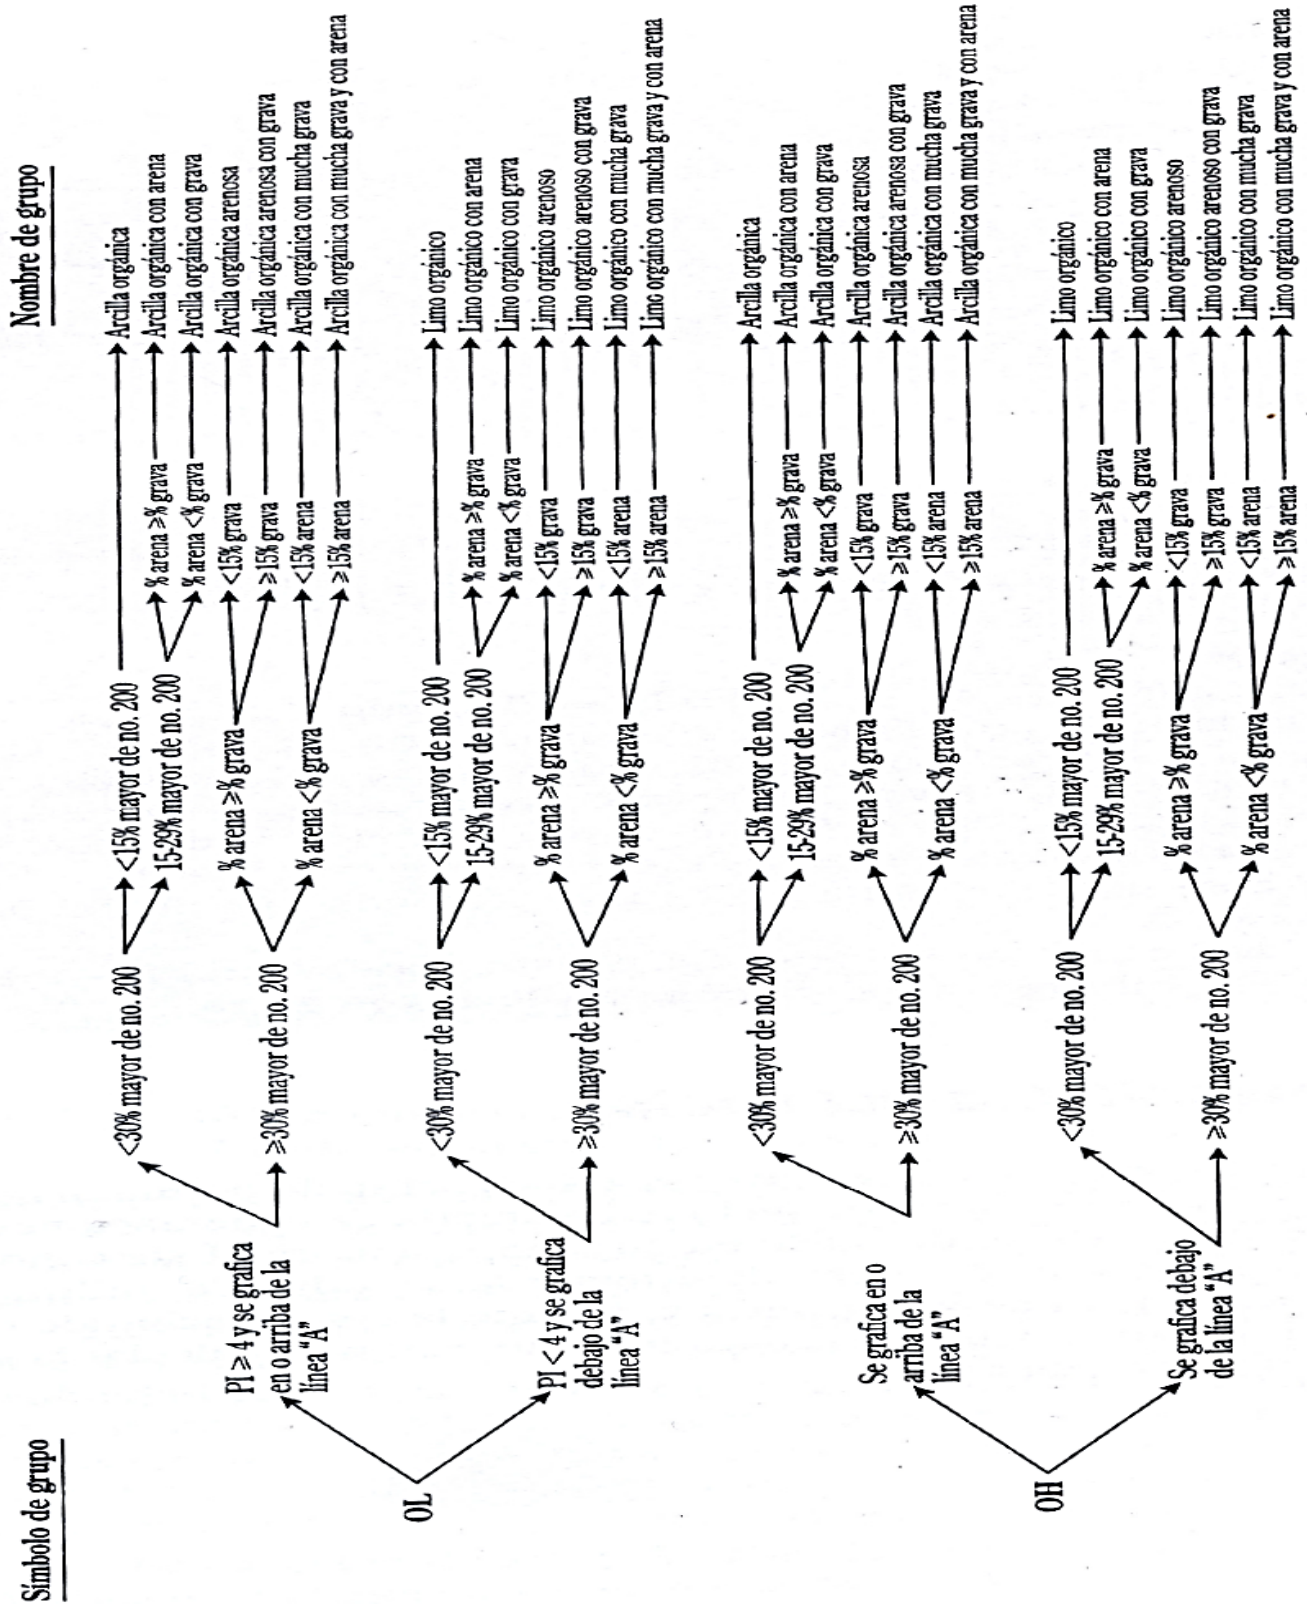 Símbolo de grupo
Nombre de grupo
OL
PI ≥ 4 y se grafica
en o arriba de la
línea “A”
<30% mayor de no. 200
<15% mayor de no. 200
Arcilla orgánica
15-29% mayor de no. 200
% arena ≥% grava
Arcilla orgánica con arena
% arena <% grava
Arcilla orgánica con grava
≥30% mayor de no. 200
% arena ≥% grava
<15% grava
Arcilla orgánica arenosa
≥15% grava
Arcilla orgánica arenosa con grava
% arena <% grava
<15% arena
Arcilla orgánica con mucha grava
≥15% arena
Arcilla orgánica con mucha grava y con arena
PI < 4 y se grafica
debajo de la
línea “A”
<30% mayor de no. 200
<15% mayor de no. 200
Limo orgánico
15-29% mayor de no. 200
% arena ≥% grava
Limo orgánico con arena
% arena <% grava
Limo orgánico con grava
≥30% mayor de no. 200
% arena ≥% grava
<15% grava
Limo orgánico arenoso
≥15% grava
Limo orgánico arenoso con grava
% arena <% grava
<15% arena
Limo orgánico con mucha grava
≥15% arena
Limo orgánico con mucha grava y con arena
OH
Se grafica en o
arriba de la
línea “A”
<30% mayor de no. 200
<15% mayor de no. 200
Arcilla orgánica
15-29% mayor de no. 200
% arena ≥% grava
Arcilla orgánica con arena
% arena <% grava
Arcilla orgánica con grava
≥30% mayor de no. 200
% arena ≥% grava
<15% grava
Arcilla orgánica arenosa
≥15% grava
Arcilla orgánica arenosa con grava
% arena <% grava
<15% arena
Arcilla orgánica con mucha grava
≥15% arena
Arcilla orgánica con mucha grava y con arena
Se grafica debajo
de la línea “A”
<30% mayor de no. 200
<15% mayor de no. 200
Limo orgánico
15-29% mayor de no. 200
% arena ≥% grava
Limo orgánico con arena
% arena <% grava
Limo orgánico con grava
≥30% mayor de no. 200
% arena ≥% grava
<15% grava
Limo orgánico arenoso
≥15% grava
Limo orgánico arenoso con grava
% arena <% grava
<15% arena
Limo orgánico con mucha grava
≥15% arena
Limo orgánico con mucha grava y con arena